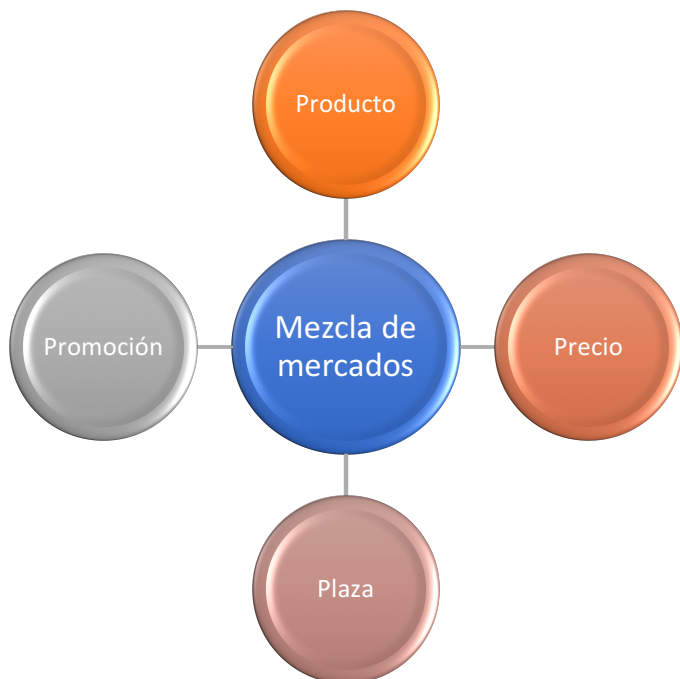 Producto
Promoción
Mezcla de
mercados
Precio
Plaza